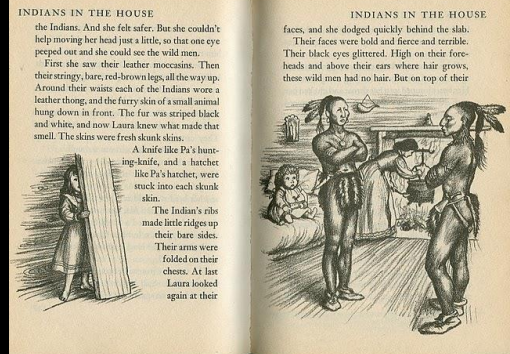 INDIANS IN THE HOUSE
the Indians. And she felt safer. But she couldn't
help moving her head just a little, so that one eye
peeped out and she could see the wild men.
First she saw their leather moccasins. Then
their stringy, bare, red-brown legs, all the way up.
Around their waists each of the Indians wore a
leather thong, and the furry skin of a small animal
hung down in front. The fur was striped black
and white, and now Laura knew what made that
smell. The skins were fresh skunk skins.
A knife like Pa's hunt-
ing-knife, and a hatchet
like Pa's hatchet, were
stuck into each skunk
skin.
The Indian's ribs
made little ridges up
their bare sides.
Their arms were
folded on their
chests. At last
Laura looked
again at their
INDIANS IN THE HOUSE
faces, and she dodged quickly behind the slab.
Their faces were bold and fierce and terrible.
Their black eyes glittered. High on their fore-
heads and above their ears where hair grows,
these wild men had no hair. But on top of their